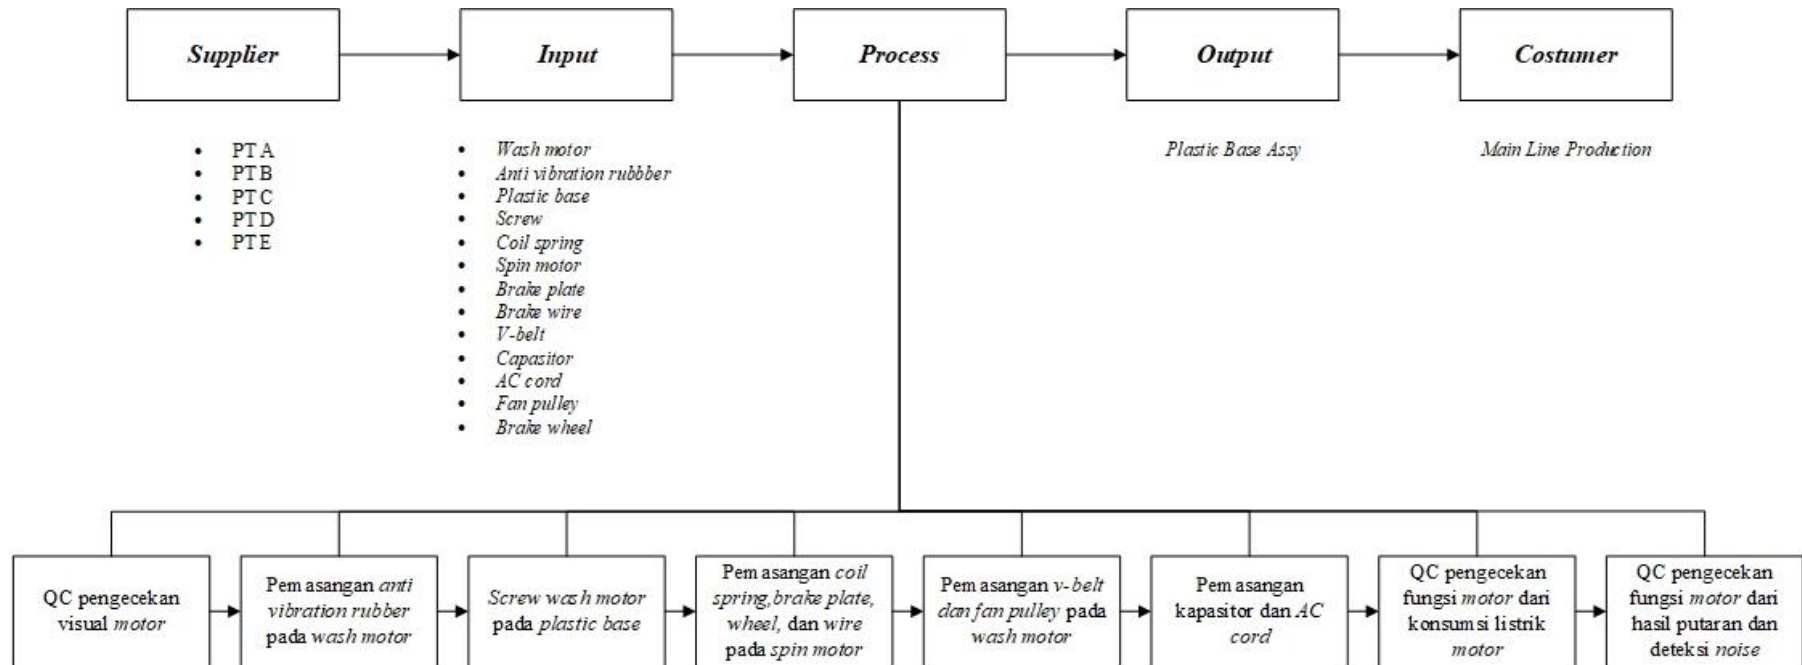 Supplier
Input
Process
Output
Costumer
• PT A
• PT B
• PT C
• PT D
• PT E
• Wash motor
• Anti vibration rubbber
• Plastic base
• Screw
• Coil spring
• Spin motor
• Brake plate
• Brake wire
• V-belt
• Capasitor
• AC cord
• Fan pulley
• Brake wheel
Plastic Base Assy
Main Line Production
QC pengecekan
visual motor
Pemasangan anti
vibration rubber
pada wash motor
Screw wash motor
pada plastic base
Pemasangan coil
spring,brake plate,
wheel, dan wire
pada spin motor
Pemasangan v-belt
dan fan pulley pada
wash motor
Pemasangan
kapasitor dan AC
cord
QC pengecekan
fungsi motor dari
konsumsi listrik
motor
QC pengecekan
fungsi motor dari
hasil putaran dan
deteksi noise